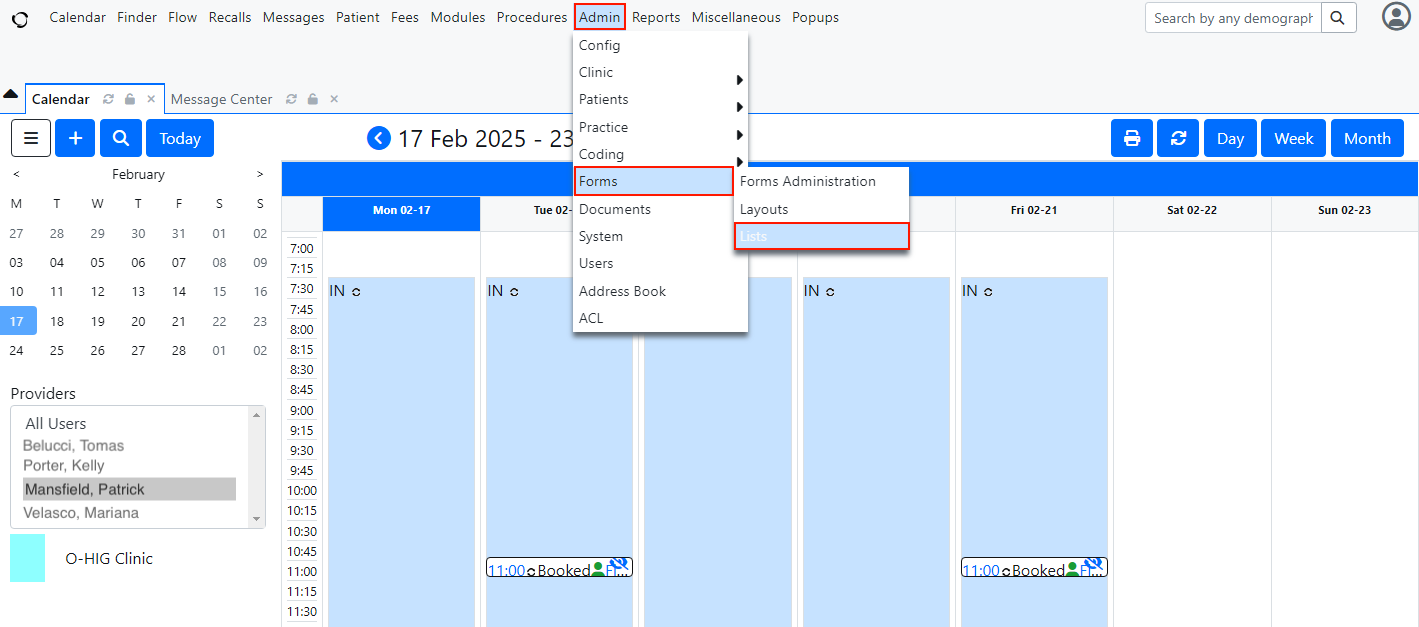 Calendar Finder Flow Recalls Messages Patient Fees Modules Procedures Admin Reports Miscellaneous Popups
Search by any demograph
Config
Clinic
Patients
Practice
Coding
Forms
Documents
System
Users
Address Book
ACL
Forms Administration
Layouts
Lists
Calendar Message Center
+ Today
17 Feb 2025 - 23
Day Week Month
< February >
M T W T F S S
27 28 29 30 31 01 02
03 04 05 06 07 08 09
10 11 12 13 14 15 16
17 18 19 20 21 22 23
24 25 26 27 28 01 02
Providers
All Users
Belucci, Tomas
Porter, Kelly
Mansfield, Patrick
Velasco, Mariana
O-HIG Clinic
Mon 02-17 Tue 02- Fri 02-21 Sat 02-22 Sun 02-23
7:00
7:15
7:30
7:45
8:00
8:15
8:30
8:45
9:00
9:15
9:30
9:45
10:00
10:15
10:30
10:45
11:00
11:15
11:30
IN IN IN IN
11:00 Booked
11:00 Booked